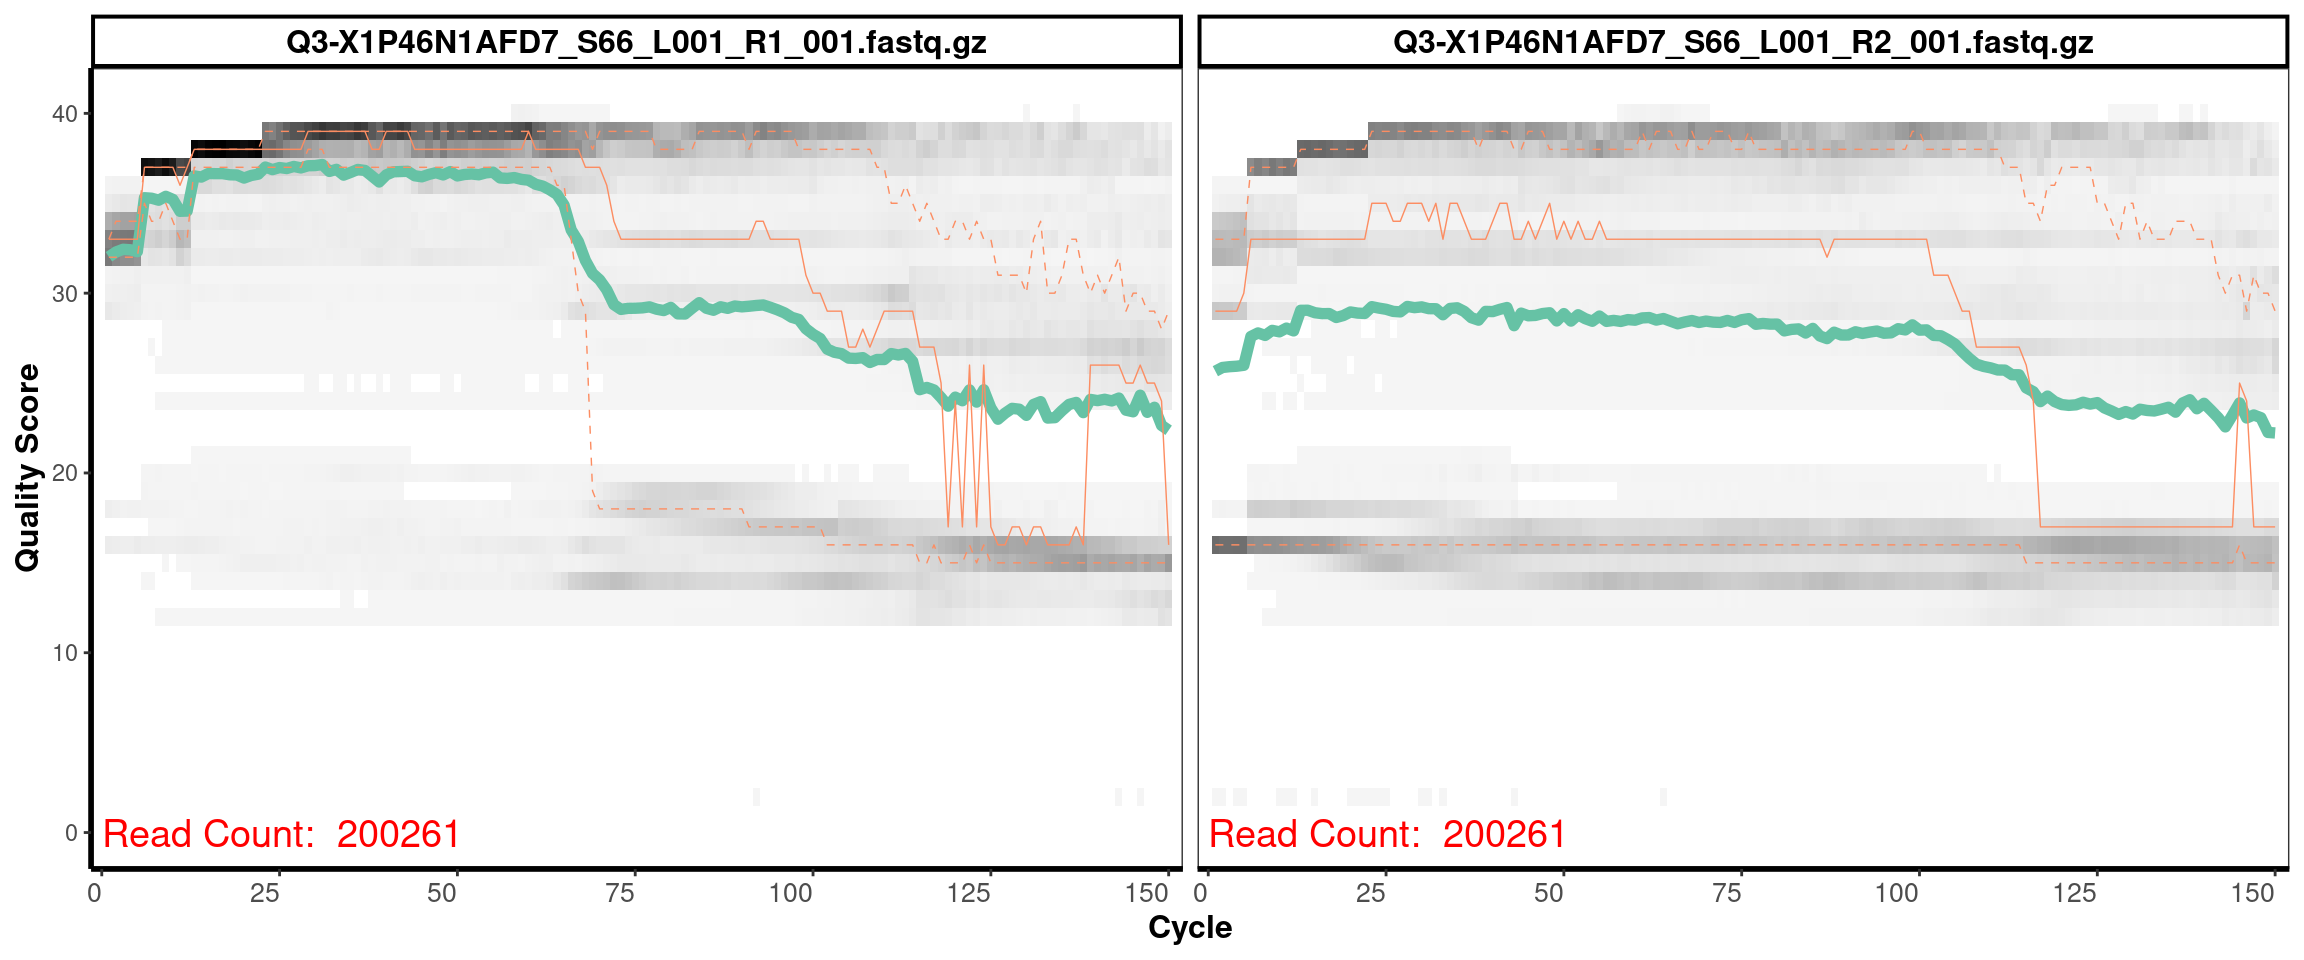 Q3-X1P46N1AFD7_S66_L001_R1_001.fastq.gz
Q3-X1P46N1AFD7_S66_L001_R2_001.fastq.gz
40
30
20
10
0
Quality Score
Read Count: 200261
Read Count: 200261
0 25 50 75 100 125 150
0 25 50 75 100 125 150
Cycle